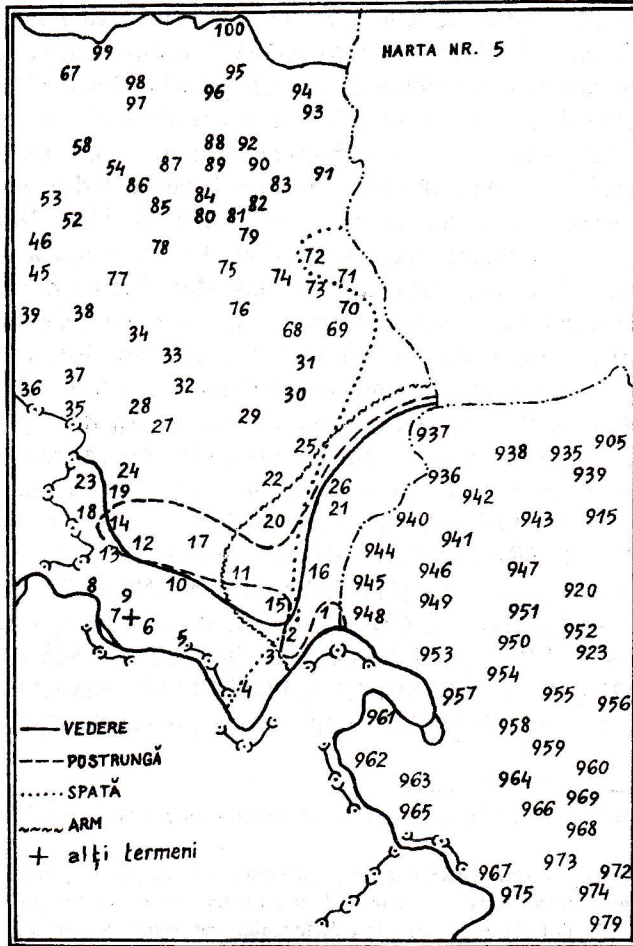 100
HARTA NR. 5
99
67 98 95
97 96 94
93
58 88 92
54 87 89 90 91
86 83
53 85 84 82
52 80 81
46 78 79
72
45 77 75 74 73 71
39 38 76 70
34 68 69
33 31
37 32 30
36
35 28 29
27
937 905
25 938 935
24 22 936 939
23 19 26 942
18 14 20 21 940 943 915
12 17 941
13 944
11 16 946 947
8 10 945 920
9 15 949 951
7 6 1 948 952
5 2 950 923
3 953
954
4 957 955 956
961 958
VEDERE 959
POSTRUNGĂ 962 960
SPATĂ 963 964 969
ARM 965 966
+ alți termeni 968
967 973 972
975 974
979